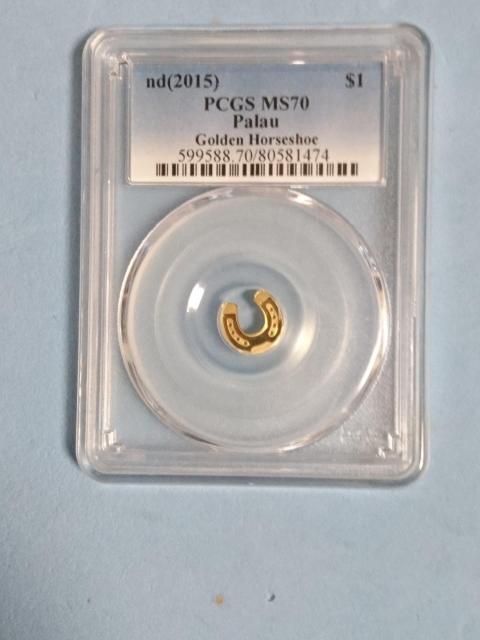 nd(2015) $1
PCGS MS70
Palau
Golden Horseshoe
599588.70/80581474